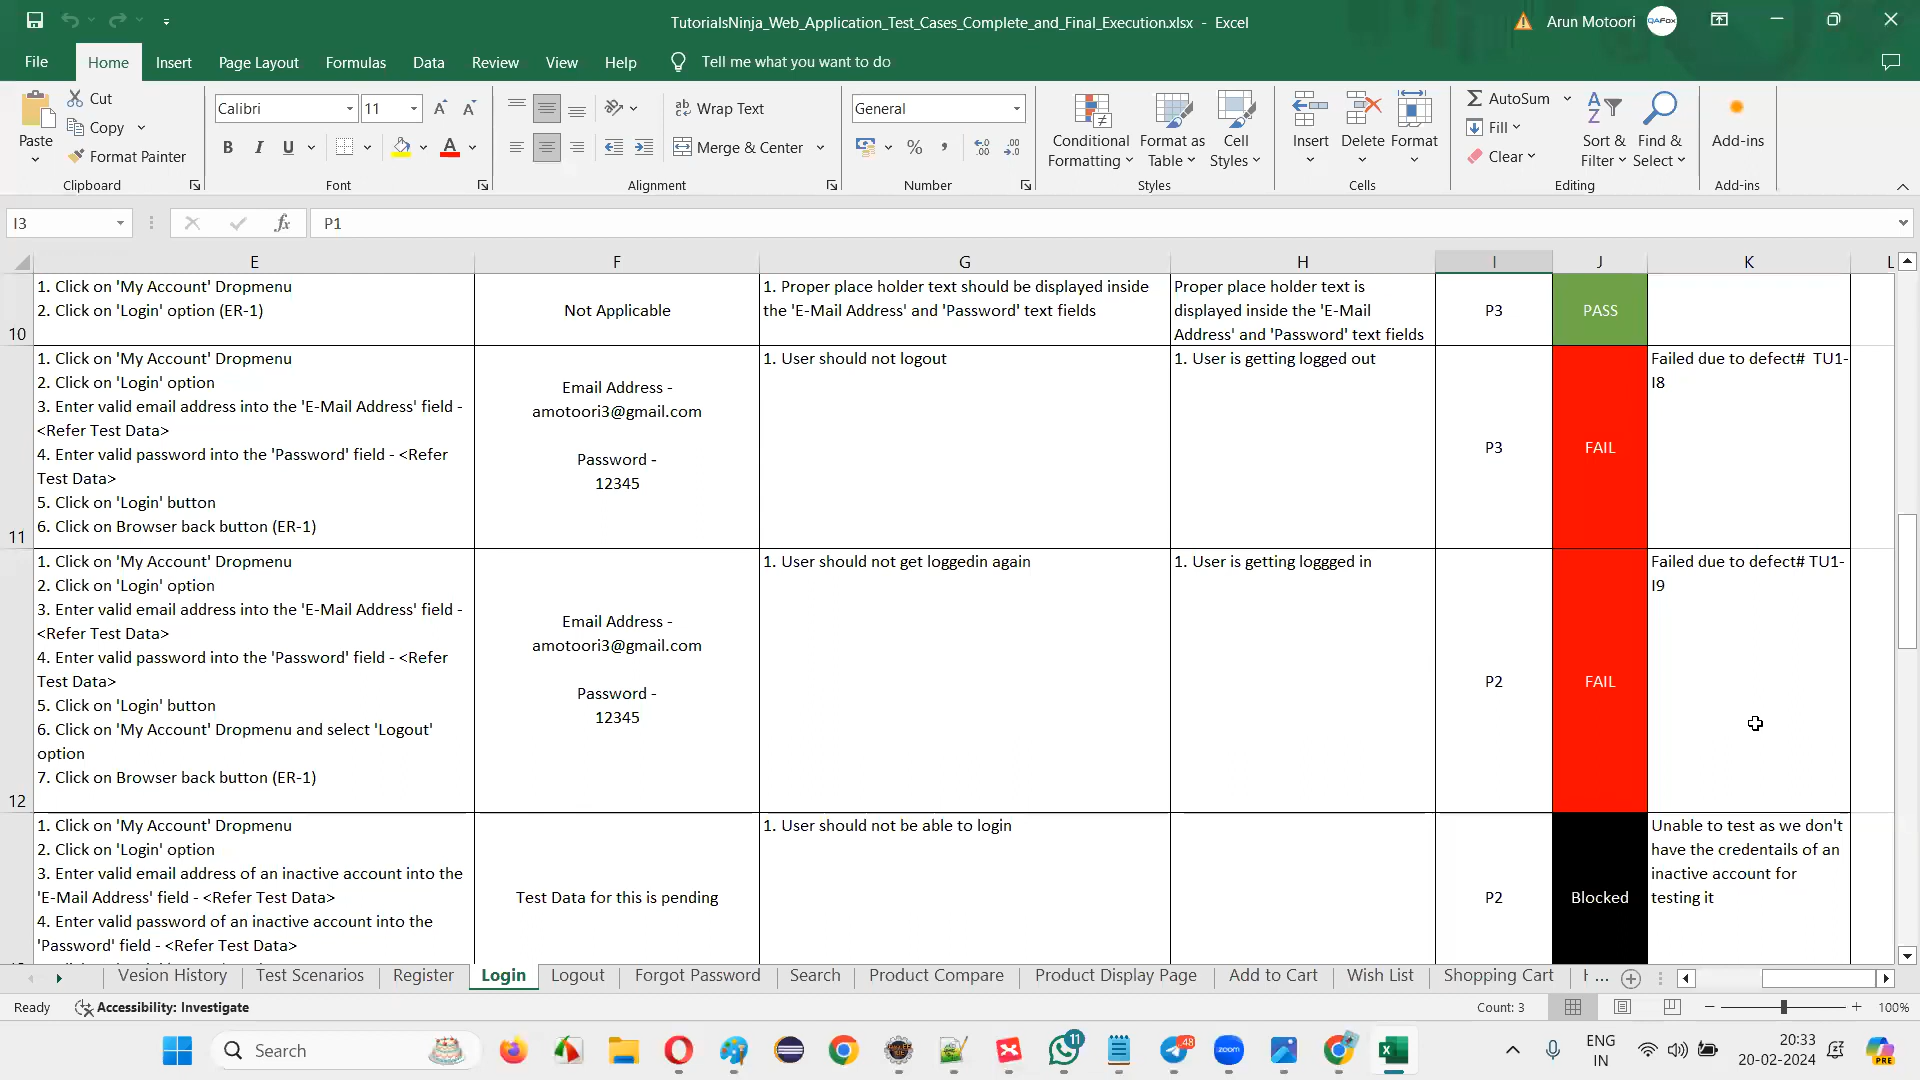 TutorialsNinja_Web_Application_Test_Cases_Complete_and_Final_Execution.xlsx - Excel
Arun Motoori
QAFox
File
Home
Insert
Page Layout
Formulas
Data
Review
View
Help
Tell me what you want to do
Paste
Cut
Copy
Format Painter
Clipboard
Calibri
11
B I U
Font
Wrap Text
Merge & Center
Alignment
General
Number
Conditional Formatting
Format as Table
Cell Styles
Styles
Insert
Delete
Format
Cells
AutoSum
Fill
Clear
Sort & Filter
Find & Select
Editing
Add-ins
Add-ins
I3
fx
P1
E F G H I J K L
10
1. Click on 'My Account' Dropmenu
2. Click on 'Login' option (ER-1)
Not Applicable
1. Proper place holder text should be displayed inside
the 'E-Mail Address' and 'Password' text fields
Proper place holder text is
displayed inside the 'E-Mail
Address' and 'Password' text fields
P3
PASS
11
1. Click on 'My Account' Dropmenu
2. Click on 'Login' option
3. Enter valid email address into the 'E-Mail Address' field -
<Refer Test Data>
4. Enter valid password into the 'Password' field - <Refer
Test Data>
5. Click on 'Login' button
6. Click on Browser back button (ER-1)
Email Address -
amotoori3@gmail.com
Password -
12345
1. User should not logout
1. User is getting logged out
P3
FAIL
Failed due to defect#  TU1-
I8
12
1. Click on 'My Account' Dropmenu
2. Click on 'Login' option
3. Enter valid email address into the 'E-Mail Address' field -
<Refer Test Data>
4. Enter valid password into the 'Password' field - <Refer
Test Data>
5. Click on 'Login' button
6. Click on 'My Account' Dropmenu and select 'Logout'
option
7. Click on Browser back button (ER-1)
Email Address -
amotoori3@gmail.com
Password -
12345
1. User should not get loggedin again
1. User is getting loggged in
P2
FAIL
Failed due to defect# TU1-
I9
1. Click on 'My Account' Dropmenu
2. Click on 'Login' option
3. Enter valid email address of an inactive account into the
'E-Mail Address' field - <Refer Test Data>
4. Enter valid password of an inactive account into the
'Password' field - <Refer Test Data>
Test Data for this is pending
1. User should not be able to login
P2
Blocked
Unable to test as we don't
have the credentails of an
inactive account for
testing it
Vesion History
Test Scenarios
Register
Login
Logout
Forgot Password
Search
Product Compare
Product Display Page
Add to Cart
Wish List
Shopping Cart
...
Ready
Accessibility: Investigate
Count: 3
100%
Search
11
48
zoom
ENG
IN
20:33
20-02-2024
PRE